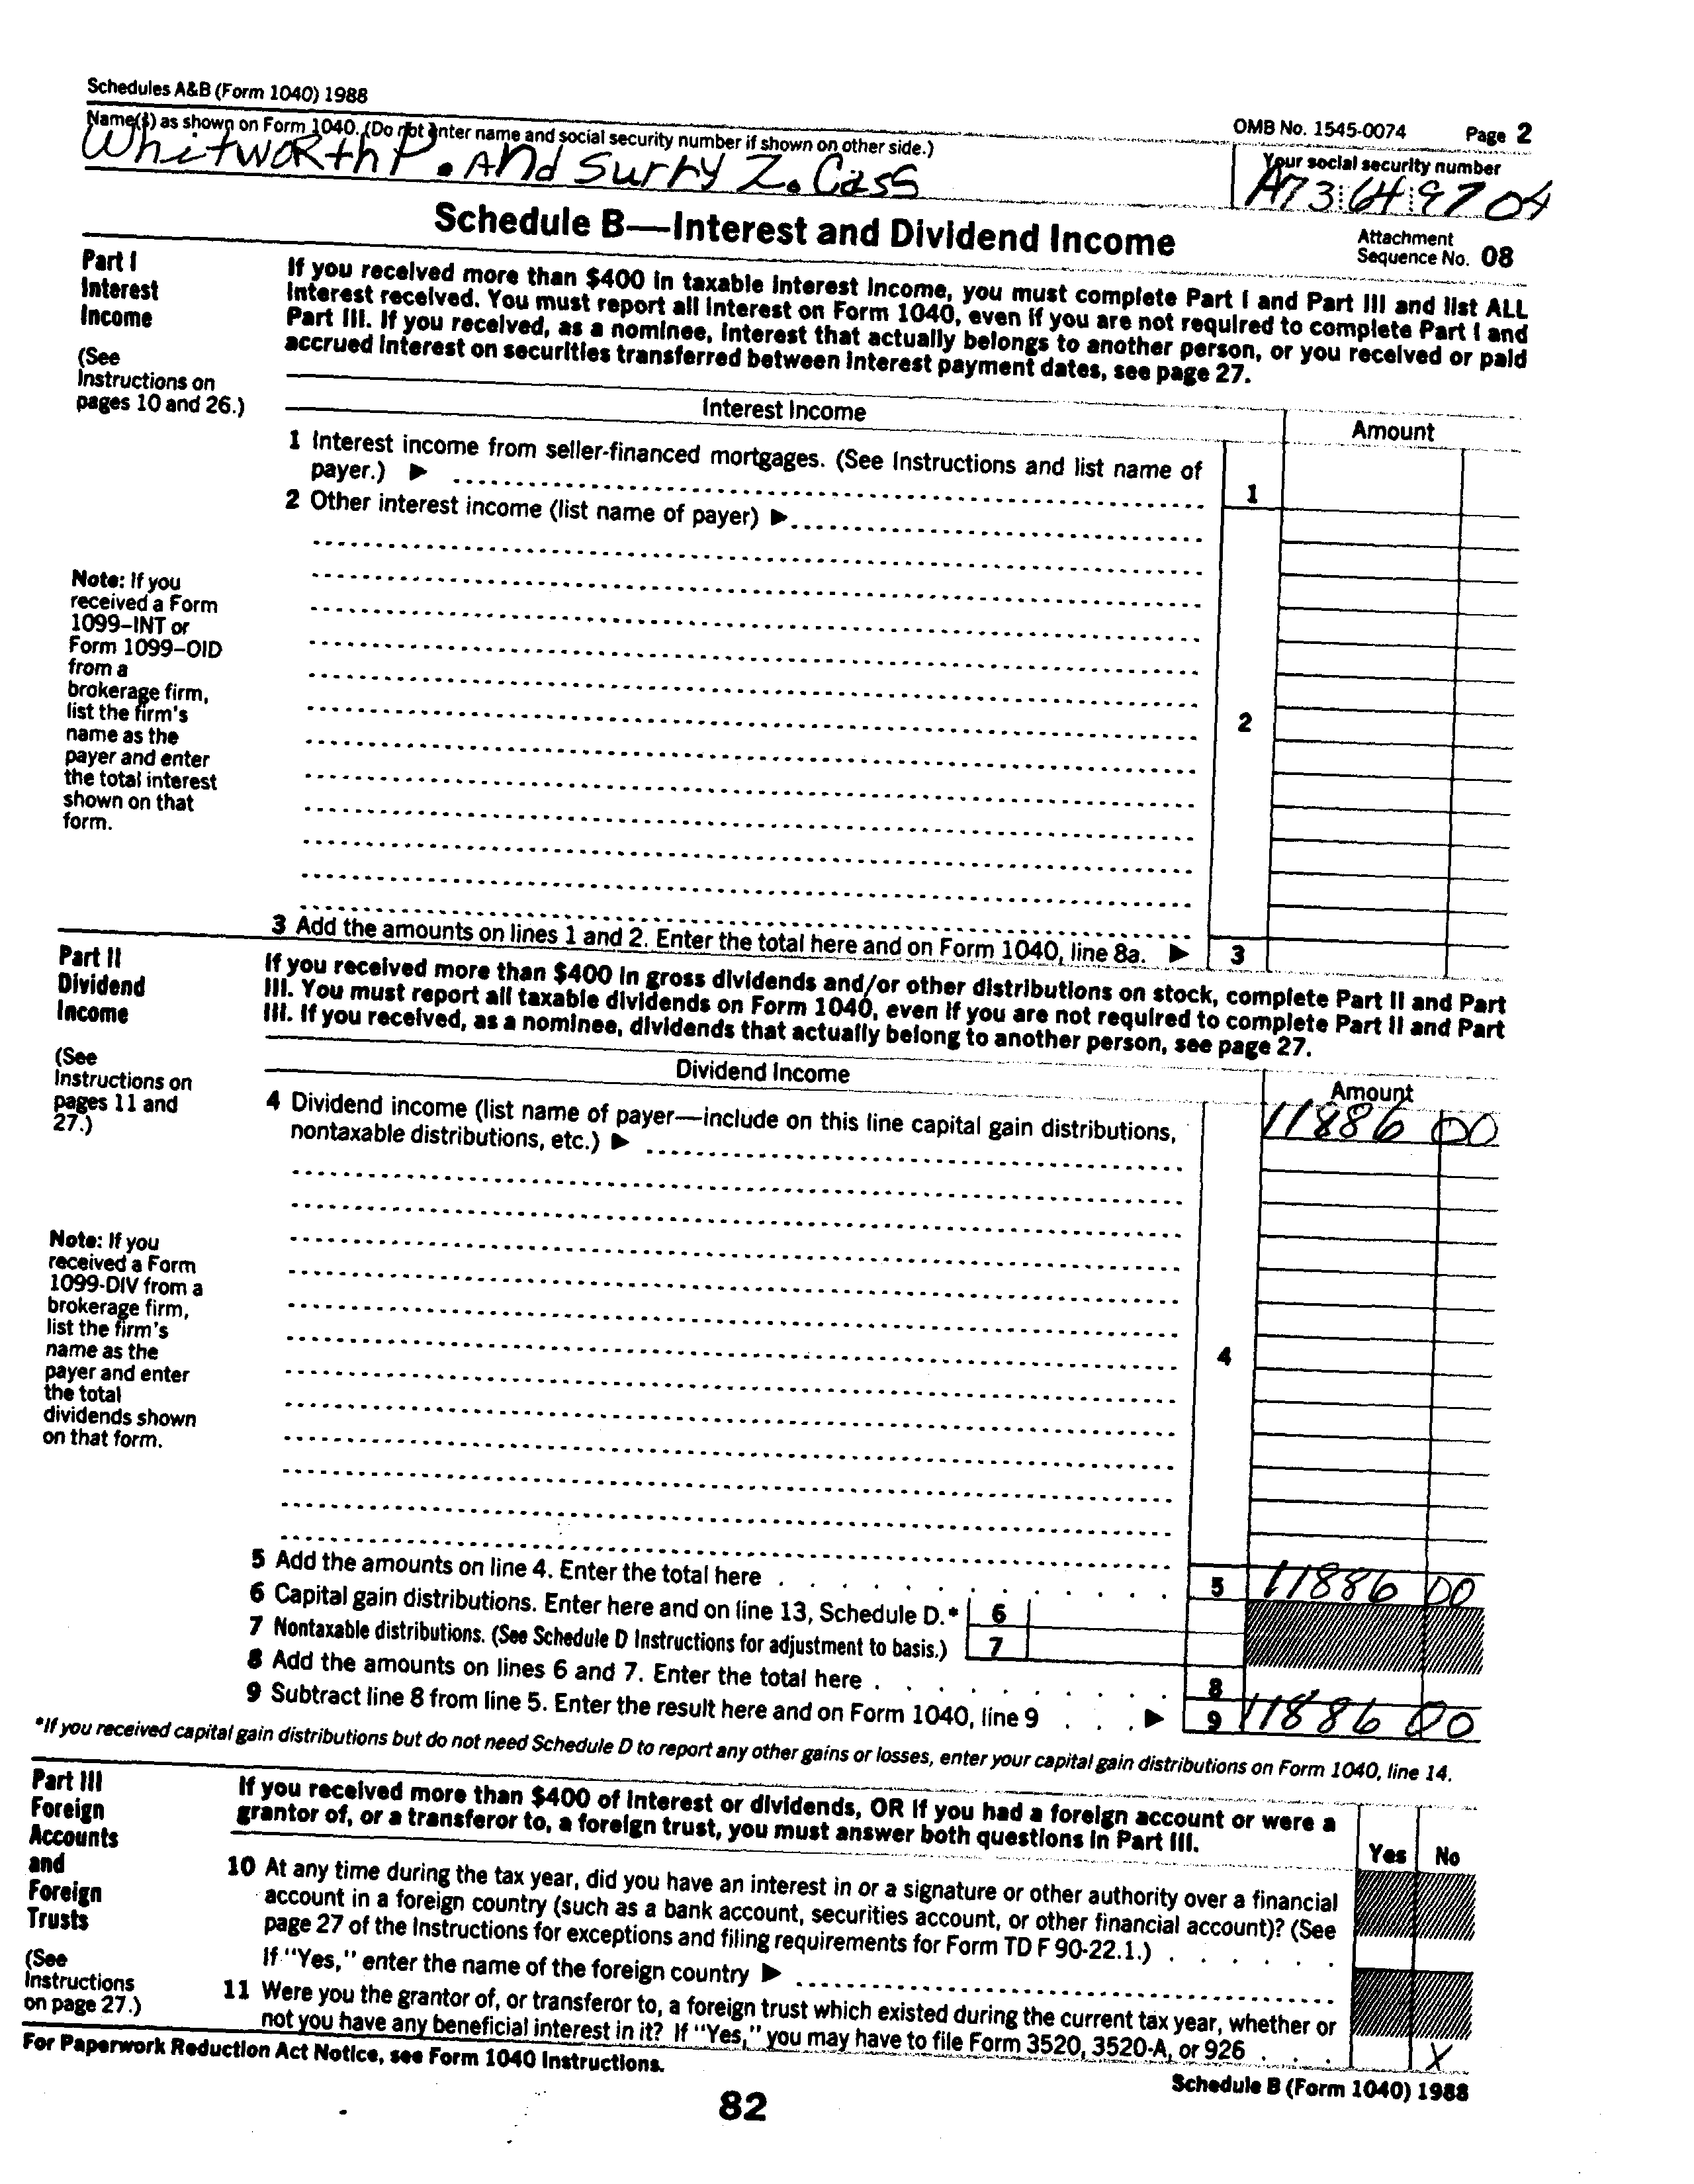 Schedules A&B (Form 1040) 1988
OMB No. 1545-0074 Page 2
Name(s) as shown on Form 1040. (Do not enter name and social security number if shown on other side.)
Your social security number
Whitworth P. And Surry Z. Cass
A73 64 9704
Schedule B—Interest and Dividend Income
Attachment
Sequence No. 08
Part I
Interest
Income
(See
Instructions on
pages 10 and 26.)
If you received more than $400 in taxable interest income, you must complete Part I and Part III and list ALL
interest received. You must report all interest on Form 1040, even if you are not required to complete Part I and
Part III. If you received, as a nominee, interest that actually belongs to another person, or you received or paid
accrued interest on securities transferred between interest payment dates, see page 27.
Interest Income
Amount
1 Interest income from seller-financed mortgages. (See Instructions and list name of
payer.) ▶
1
2 Other interest income (list name of payer) ▶
Note: If you
received a Form
1099–INT or
Form 1099–OID
from a
brokerage firm,
list the firm's
name as the
payer and enter
the total interest
shown on that
form.
2
3 Add the amounts on lines 1 and 2. Enter the total here and on Form 1040, line 8a. ▶ 3
Part II
Dividend
Income
(See
Instructions on
pages 11 and
27.)
If you received more than $400 in gross dividends and/or other distributions on stock, complete Part II and Part
III. You must report all taxable dividends on Form 1040, even if you are not required to complete Part II and Part
III. If you received, as a nominee, dividends that actually belong to another person, see page 27.
Dividend Income
Amount
4 Dividend income (list name of payer—include on this line capital gain distributions,
nontaxable distributions, etc.) ▶
11886 00
Note: If you
received a Form
1099-DIV from a
brokerage firm,
list the firm's
name as the
payer and enter
the total
dividends shown
on that form.
4
5 Add the amounts on line 4. Enter the total here . . . . . . . . . . . . 5 11886 00
6 Capital gain distributions. Enter here and on line 13, Schedule D.* 6
7 Nontaxable distributions. (See Schedule D Instructions for adjustment to basis.) 7
8 Add the amounts on lines 6 and 7. Enter the total here . . . . . . . . . . 8
9 Subtract line 8 from line 5. Enter the result here and on Form 1040, line 9 . . . ▶ 9 11886 00
*If you received capital gain distributions but do not need Schedule D to report any other gains or losses, enter your capital gain distributions on Form 1040, line 14.
Part III
Foreign
Accounts
and
Foreign
Trusts
(See
Instructions
on page 27.)
If you received more than $400 of interest or dividends, OR if you had a foreign account or were a
grantor of, or a transferor to, a foreign trust, you must answer both questions in Part III.
Yes No
10 At any time during the tax year, did you have an interest in or a signature or other authority over a financial
account in a foreign country (such as a bank account, securities account, or other financial account)? (See
page 27 of the Instructions for exceptions and filing requirements for Form TD F 90-22.1.) . . . . . .
If "Yes," enter the name of the foreign country ▶
11 Were you the grantor of, or transferor to, a foreign trust which existed during the current tax year, whether or
not you have any beneficial interest in it? If "Yes," you may have to file Form 3520, 3520-A, or 926 . . . X
For Paperwork Reduction Act Notice, see Form 1040 Instructions.
Schedule B (Form 1040) 1988
82